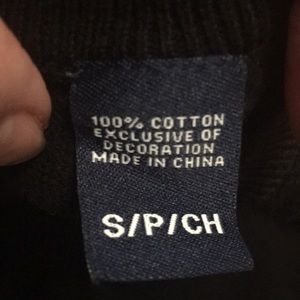 100% COTTON
EXCLUSIVE OF
DECORATION
MADE IN CHINA
S/P/CH